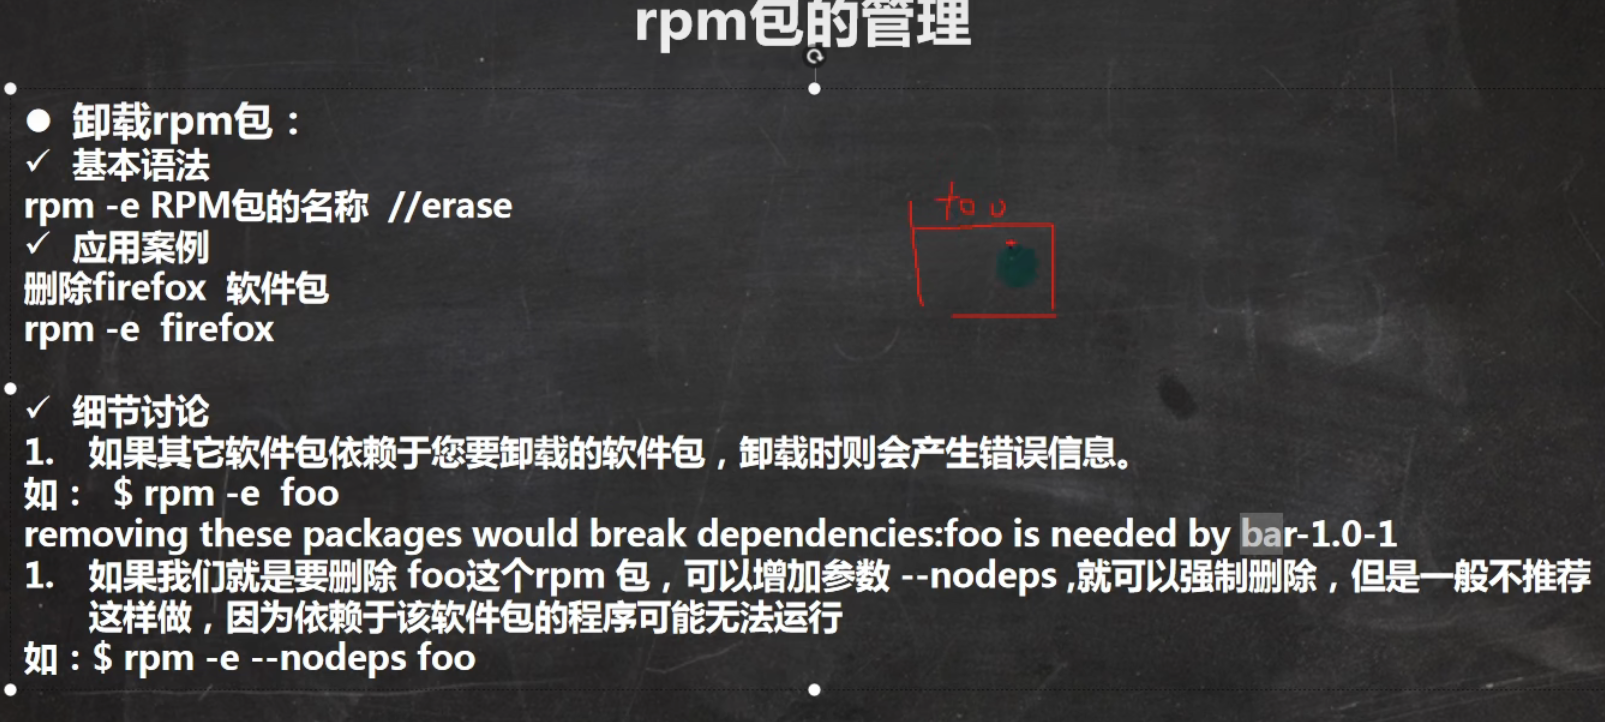 rpm包的管理
● 卸载rpm包：
✓ 基本语法
rpm -e RPM包的名称 //erase
✓ 应用案例
删除firefox 软件包
rpm -e firefox
foo
✓ 细节讨论
1. 如果其它软件包依赖于您要卸载的软件包，卸载时则会产生错误信息。
如： $ rpm -e foo
removing these packages would break dependencies:foo is needed by bar-1.0-1
1. 如果我们就是要删除 foo这个rpm 包，可以增加参数 --nodeps ,就可以强制删除，但是一般不推荐
这样做，因为依赖于该软件包的程序可能无法运行
如：$ rpm -e --nodeps foo